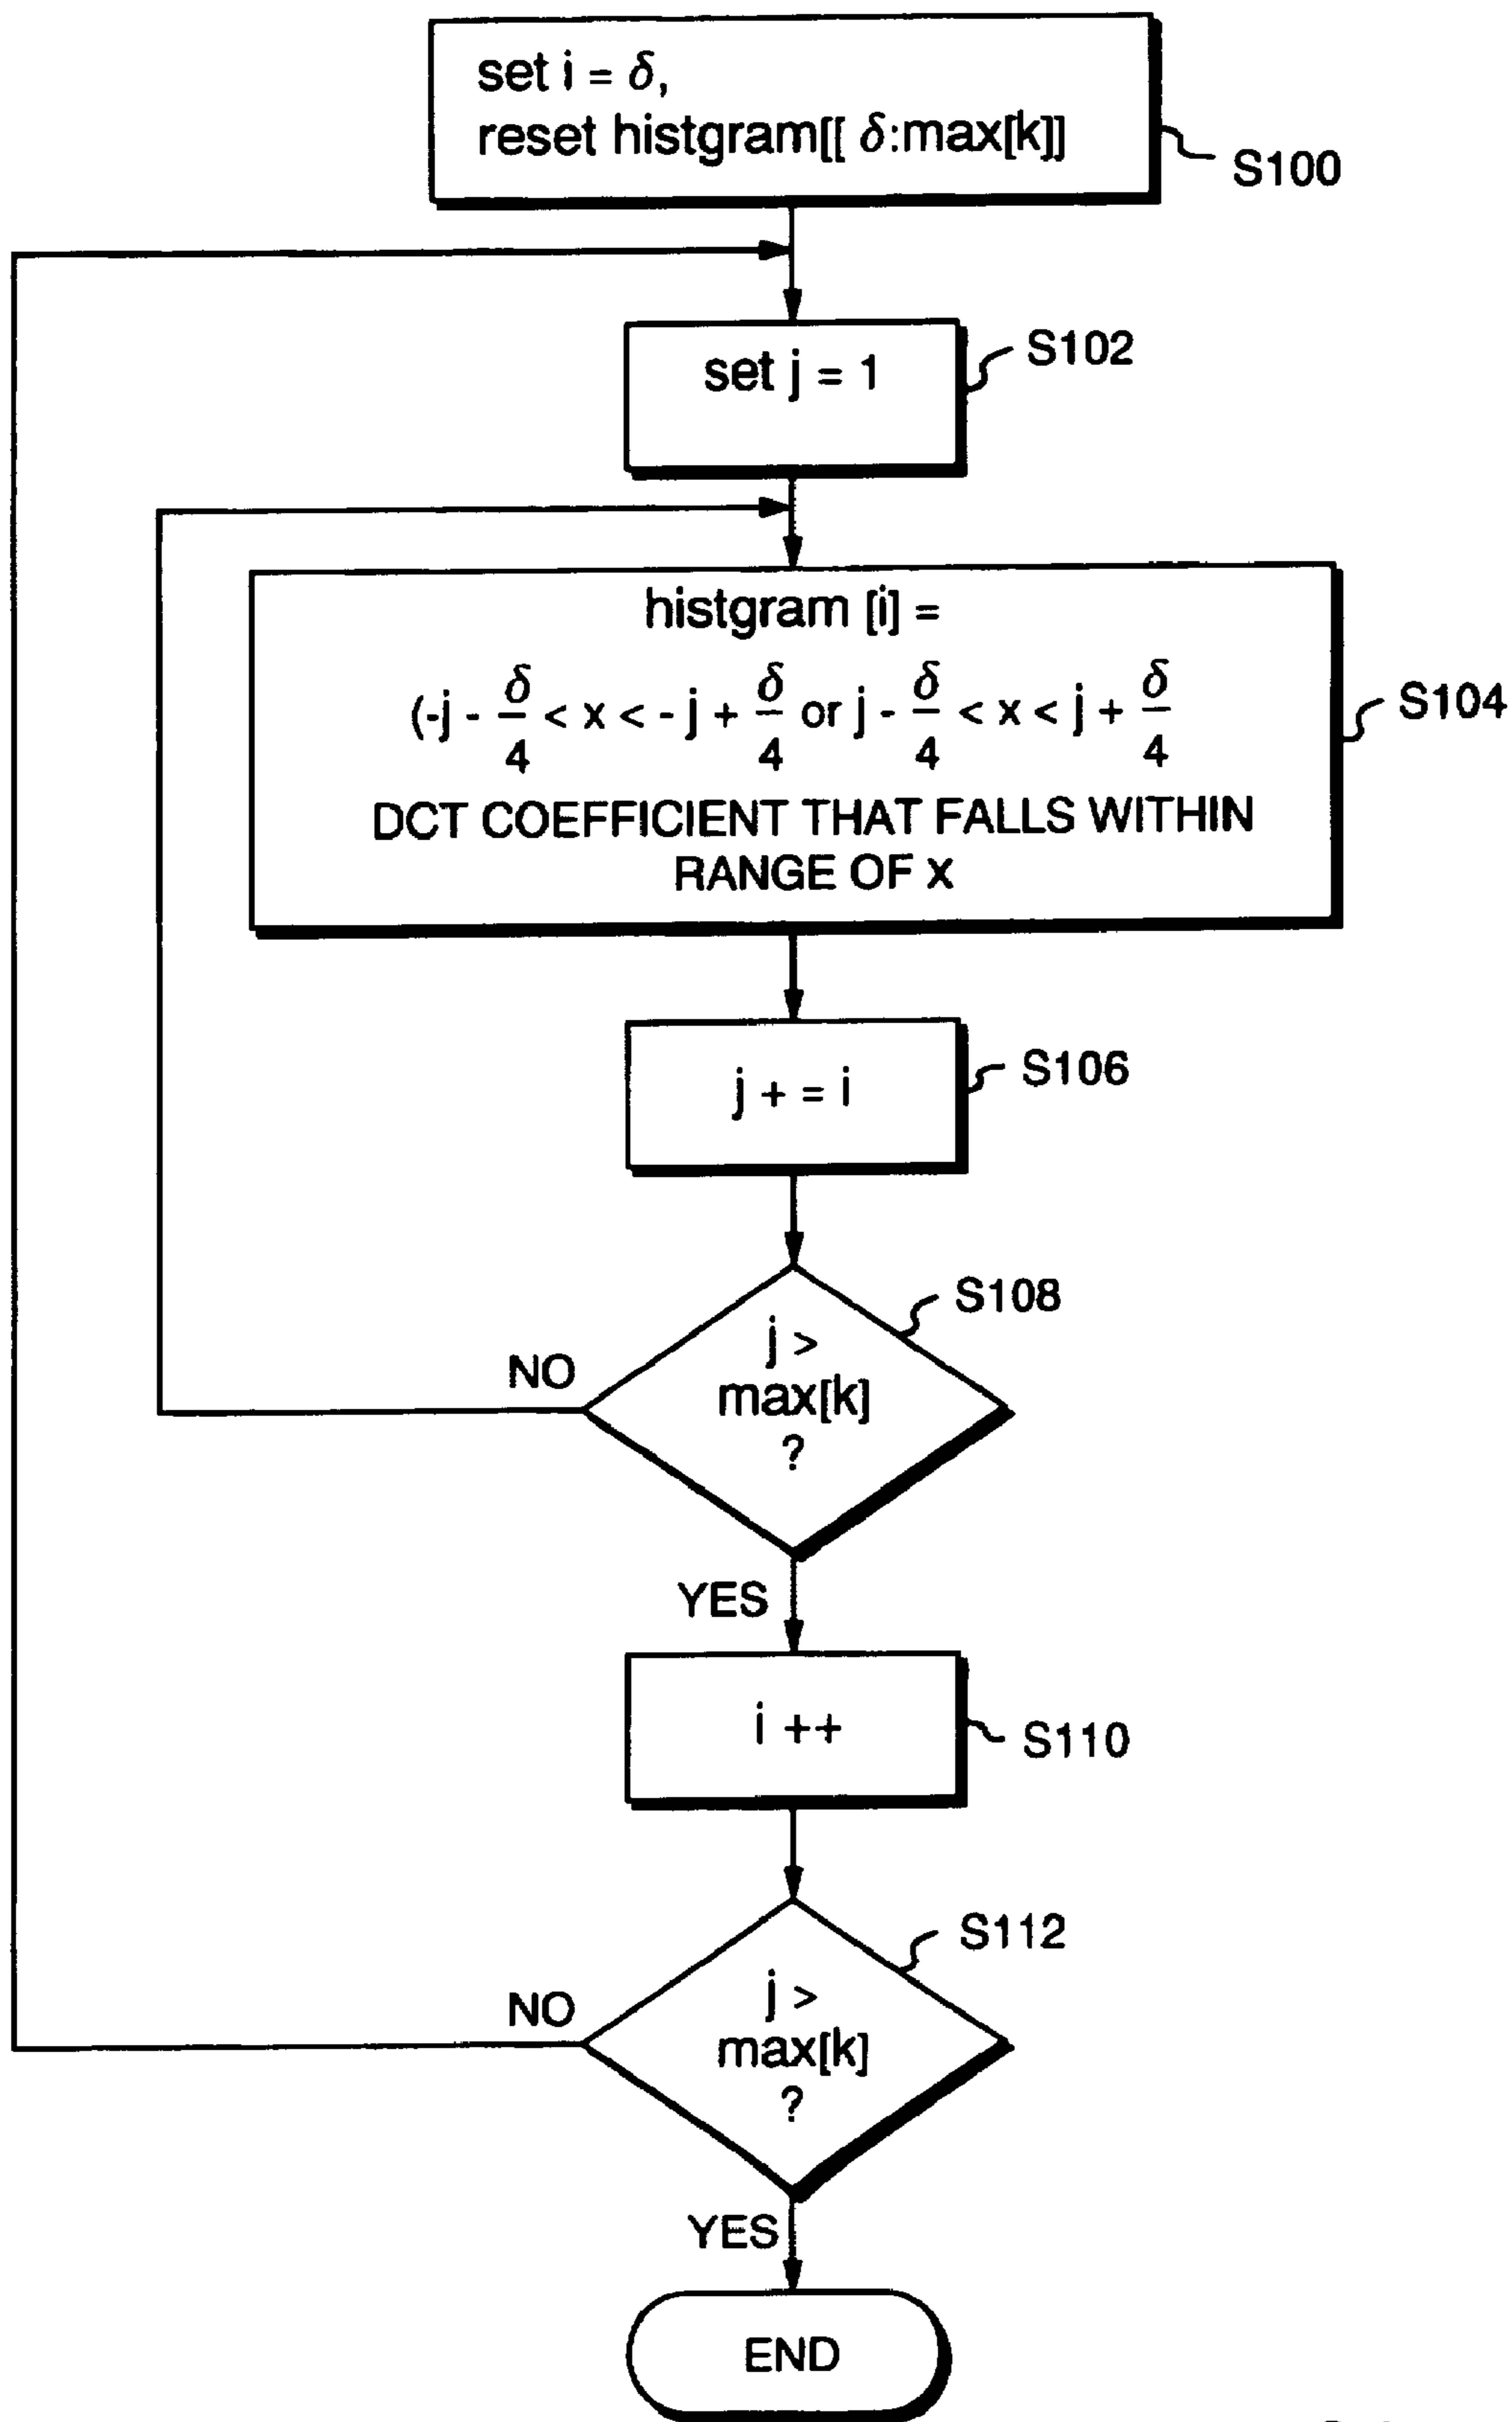 set i = δ,
reset histgram[[ δ:max[k]]
S100
set j = 1
S102
histgram [i] =
(-j - δ/4 < x < -j + δ/4 or j - δ/4 < x < j + δ/4
DCT COEFFICIENT THAT FALLS WITHIN
RANGE OF x
S104
j + = i
S106
j >
max[k]
?
S108
NO
YES
i ++
S110
j >
max[k]
?
S112
NO
YES
END